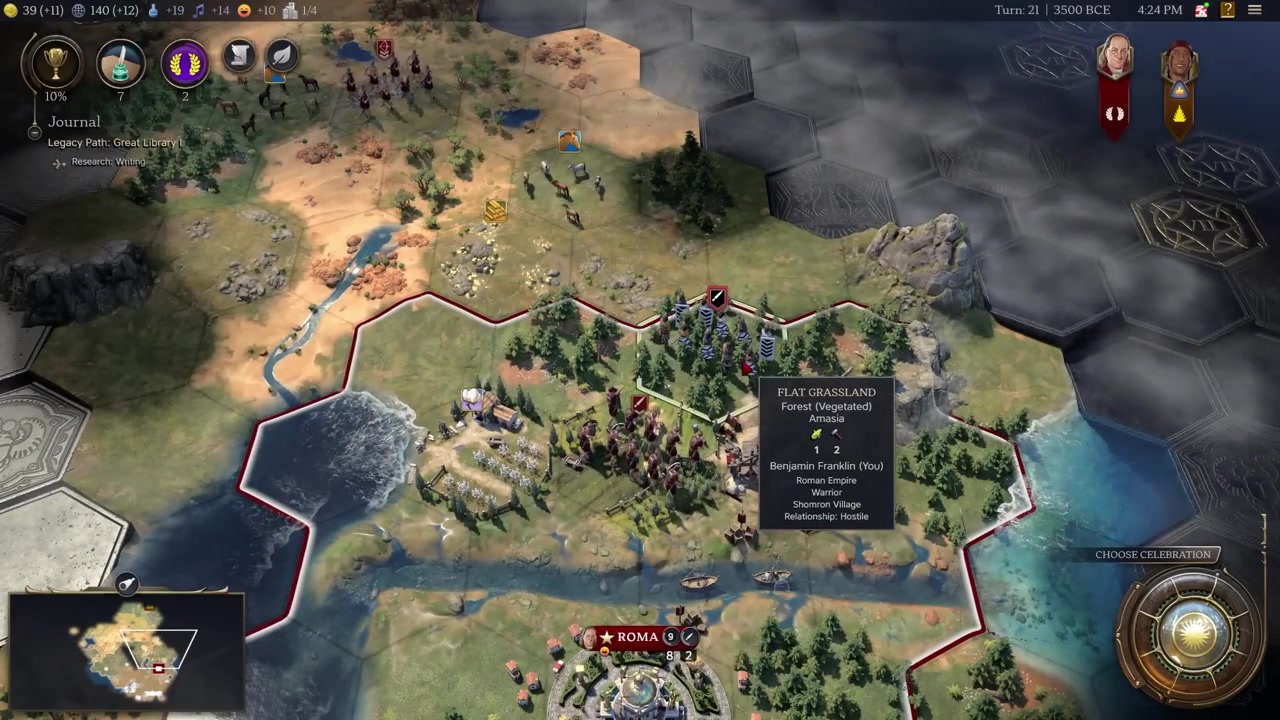 39 (+11) 140 (+12) +19 +14 +10 1/4
Turn: 21 | 3500 BCE 4:24 PM ?
10% 7 2
Journal
Legacy Path: Great Library I
Research: Writing
FLAT GRASSLAND
Forest (Vegetated)
Amasia
1 2
Benjamin Franklin (You)
Roman Empire
Warrior
Shomron Village
Relationship: Hostile
CHOOSE CELEBRATION
ROMA 9
8 2